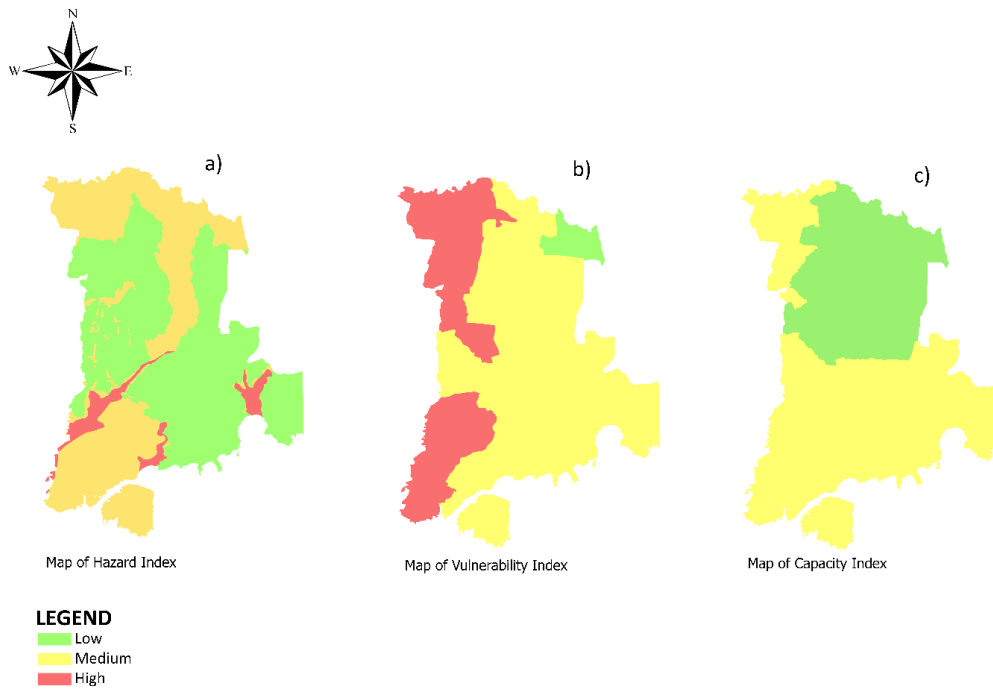 N
W E
S
a)
b)
c)
Map of Hazard Index
Map of Vulnerability Index
Map of Capacity Index
LEGEND
Low
Medium
High